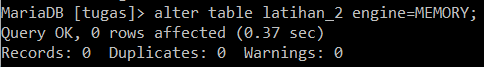 MariaDB [tugas]> alter table latihan_2 engine=MEMORY;
Query OK, 0 rows affected (0.37 sec)
Records: 0  Duplicates: 0  Warnings: 0